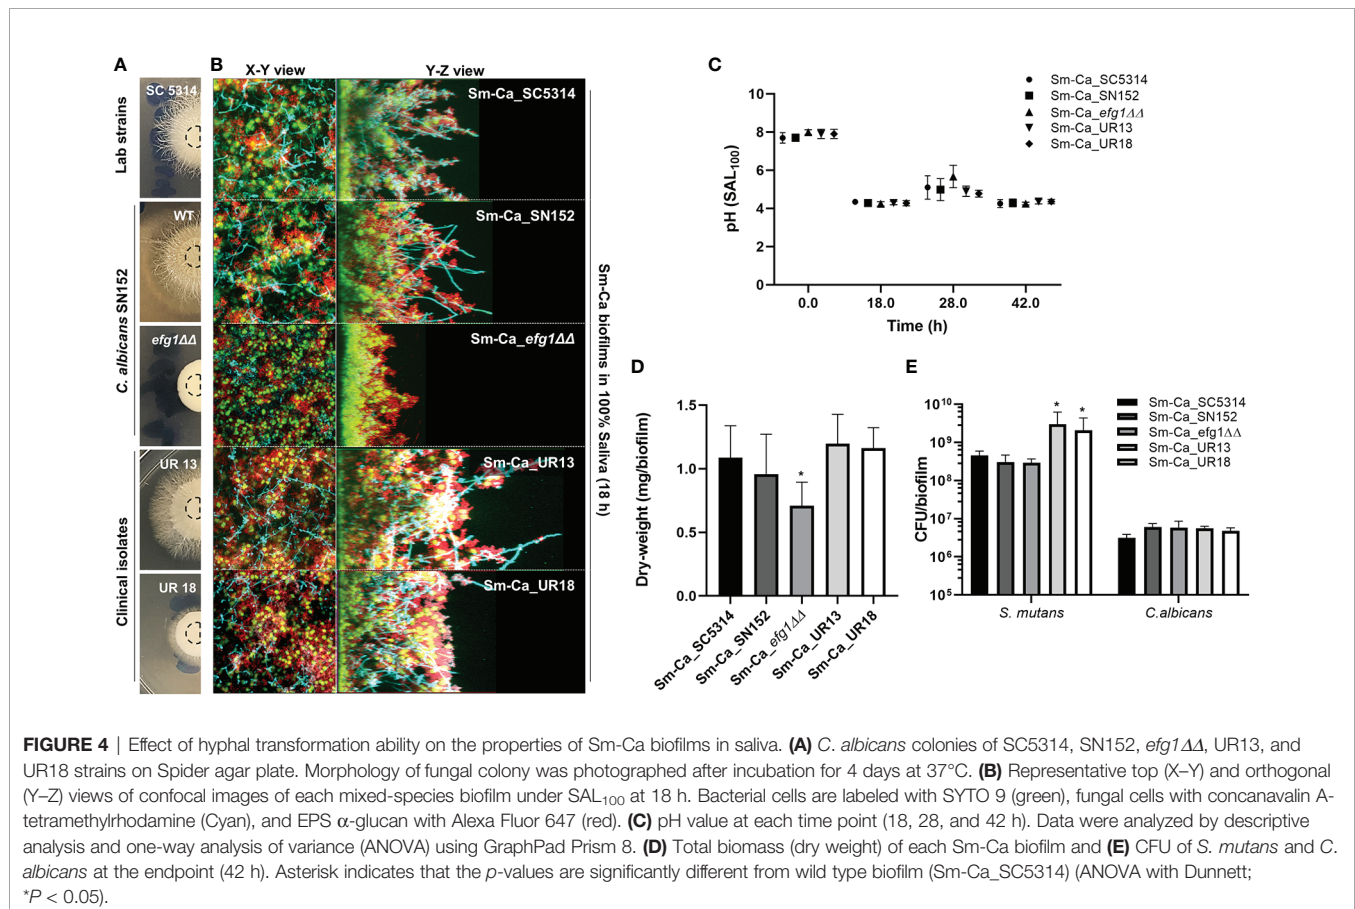 A
B
X-Y view
Y-Z view
Lab strains
C. albicans SN152
Clinical isolates
SC 5314
WT
efg1ΔΔ
UR 13
UR 18
Sm-Ca_SC5314
Sm-Ca_SN152
Sm-Ca_efg1ΔΔ
Sm-Ca_UR13
Sm-Ca_UR18
Sm-Ca biofilms in 100% Saliva (18 h)
C
pH (SAL100)
10
8
6
4
2
0
0.0 18.0 28.0 42.0
Time (h)
Sm-Ca_SC5314
Sm-Ca_SN152
Sm-Ca_efg1ΔΔ
Sm-Ca_UR13
Sm-Ca_UR18
D
Dry-weight (mg/biofilm)
1.5
1.0
0.5
0.0
*
Sm-Ca_SC5314
Sm-Ca_SN152
Sm-Ca_efg1ΔΔ
Sm-Ca_UR13
Sm-Ca_UR18
E
CFU/biofilm
10^10
10^9
10^8
10^7
10^6
10^5
* *
S. mutans C.albicans
Sm-Ca_SC5314
Sm-Ca_SN152
Sm-Ca_efg1ΔΔ
Sm-Ca_UR13
Sm-Ca_UR18
FIGURE 4 | Effect of hyphal transformation ability on the properties of Sm-Ca biofilms in saliva. (A) C. albicans colonies of SC5314, SN152, efg1ΔΔ, UR13, and
UR18 strains on Spider agar plate. Morphology of fungal colony was photographed after incubation for 4 days at 37°C. (B) Representative top (X–Y) and orthogonal
(Y–Z) views of confocal images of each mixed-species biofilm under SAL100 at 18 h. Bacterial cells are labeled with SYTO 9 (green), fungal cells with concanavalin A-
tetramethylrhodamine (Cyan), and EPS α-glucan with Alexa Fluor 647 (red). (C) pH value at each time point (18, 28, and 42 h). Data were analyzed by descriptive
analysis and one-way analysis of variance (ANOVA) using GraphPad Prism 8. (D) Total biomass (dry weight) of each Sm-Ca biofilm and (E) CFU of S. mutans and C.
albicans at the endpoint (42 h). Asterisk indicates that the p-values are significantly different from wild type biofilm (Sm-Ca_SC5314) (ANOVA with Dunnett;
*P < 0.05).